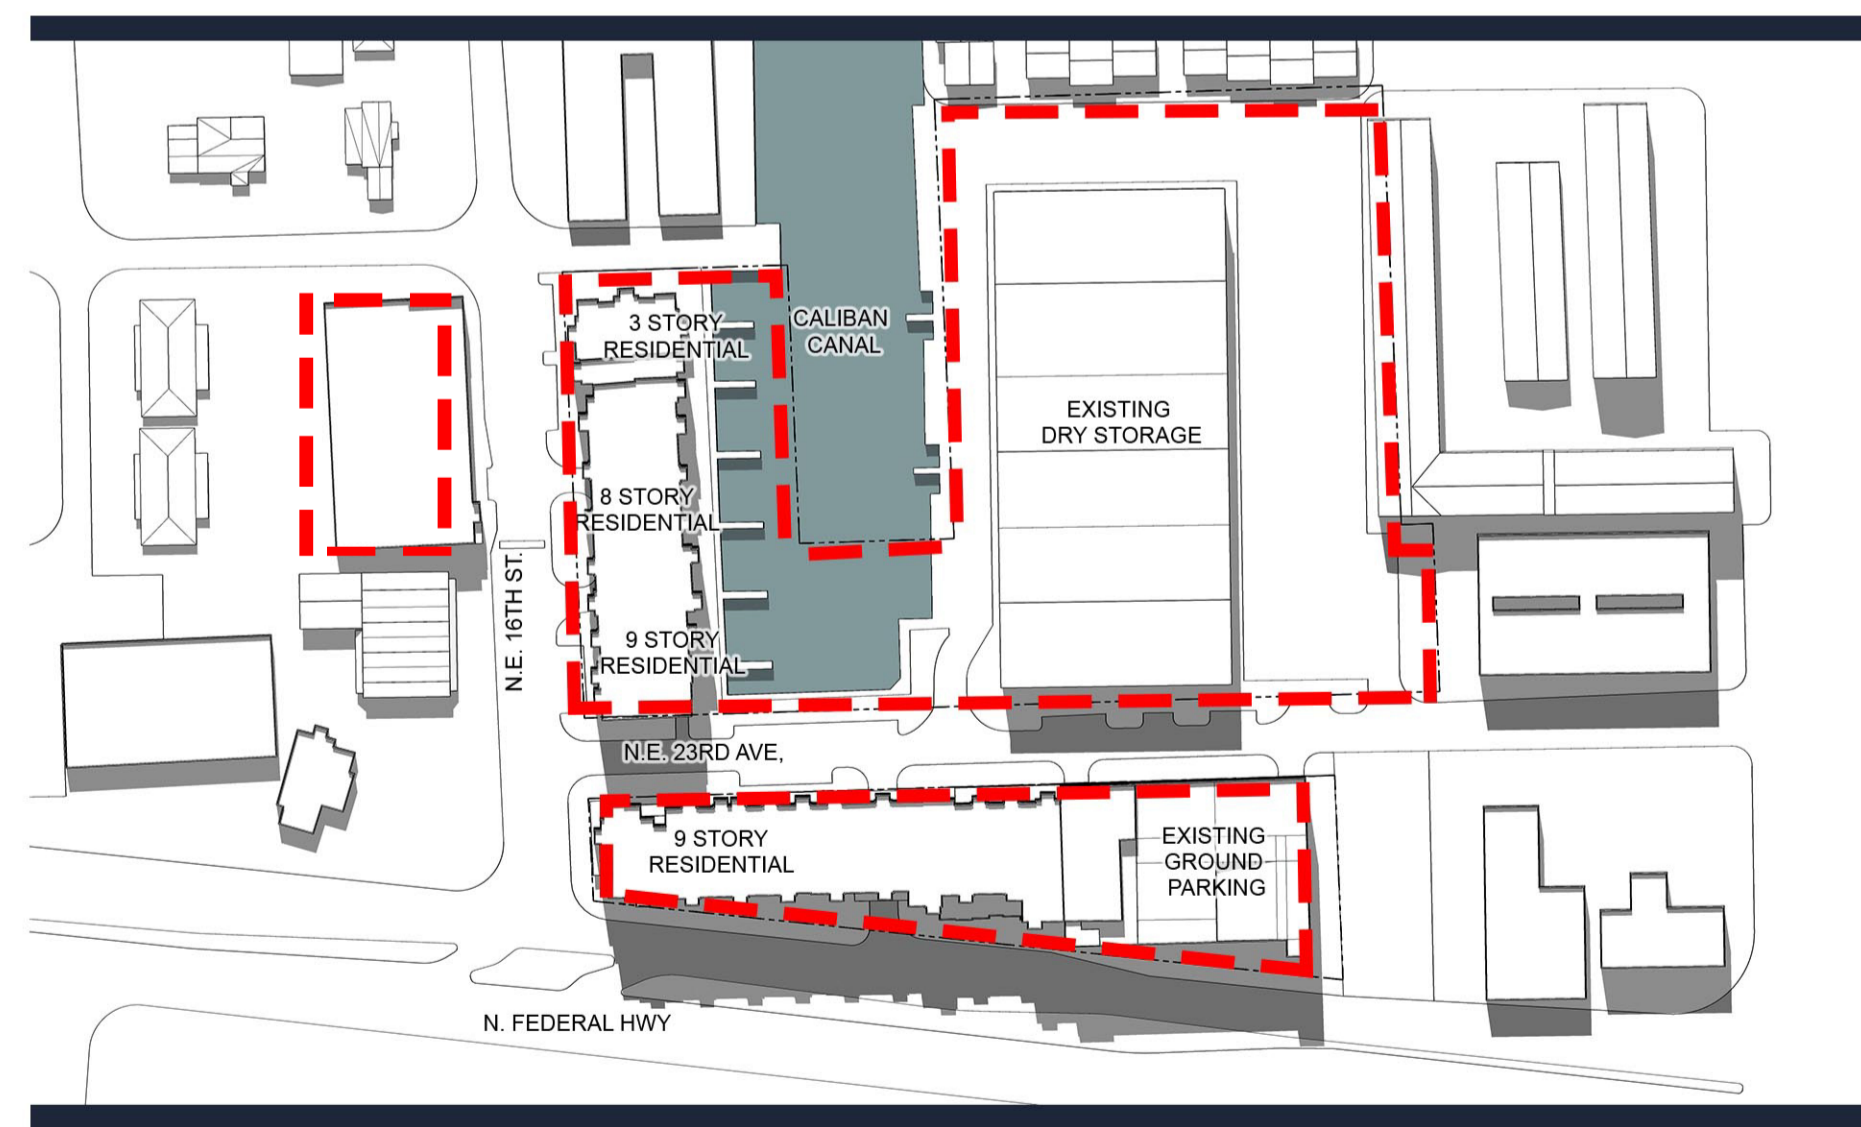 3 STORY
RESIDENTIAL
CALIBAN
CANAL
EXISTING
DRY STORAGE
8 STORY
RESIDENTIAL
N.E. 16TH ST.
9 STORY
RESIDENTIAL
N.E. 23RD AVE,
9 STORY
RESIDENTIAL
EXISTING
GROUND
PARKING
N. FEDERAL HWY